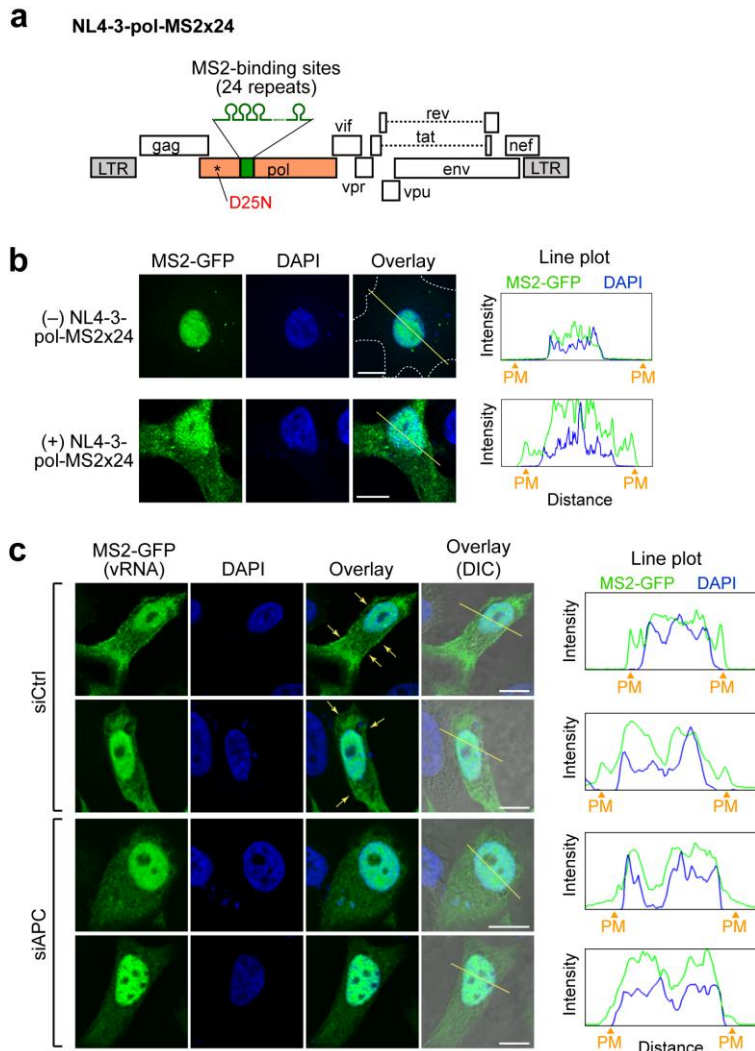 a
NL4-3-pol-MS2x24
MS2-binding sites
(24 repeats)
gag
vif
rev
tat
nef
LTR
*
pol
env
LTR
D25N
vpr
vpu
b
MS2-GFP
DAPI
Overlay
Line plot
(–) NL4-3-
pol-MS2x24
MS2-GFP
DAPI
Intensity
PM
PM
(+) NL4-3-
pol-MS2x24
Intensity
PM
PM
Distance
c
MS2-GFP
(vRNA)
DAPI
Overlay
Overlay
(DIC)
Line plot
MS2-GFP
DAPI
siCtrl
Intensity
PM
PM
Intensity
PM
PM
siAPC
Intensity
PM
PM
Intensity
PM
PM
Distance